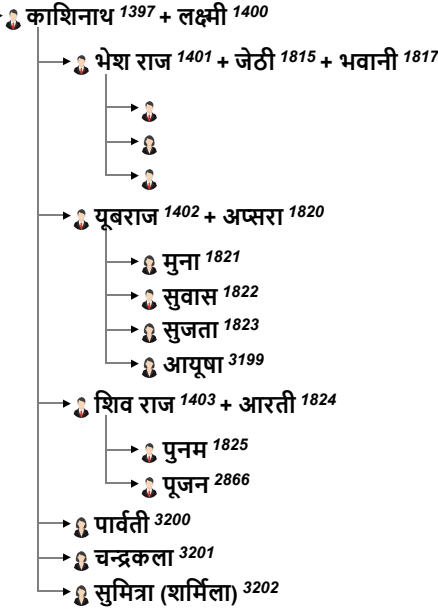 काशिनाथ 1397 + लक्ष्मी 1400
भेश राज 1401 + जेठी 1815 + भवानी 1817
यूबराज 1402 + अप्सरा 1820
मुना 1821
सुवास 1822
सुजता 1823
आयूषा 3199
शिव राज 1403 + आरती 1824
पुनम 1825
पूजन 2866
पार्वती 3200
चन्द्रकला 3201
सुमित्रा (शर्मिला) 3202